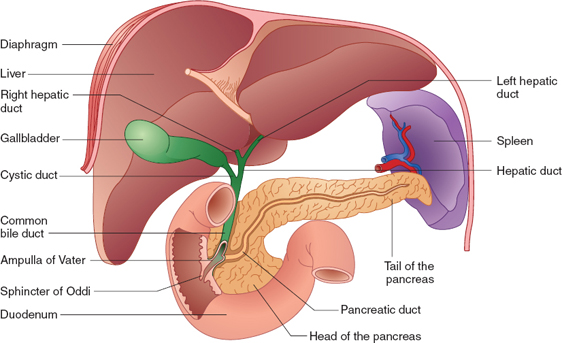 Diaphragm
Liver
Right hepatic
duct
Gallbladder
Cystic duct
Common
bile duct
Ampulla of Vater
Sphincter of Oddi
Duodenum
Left hepatic
duct
Spleen
Hepatic duct
Tail of the
pancreas
Pancreatic duct
Head of the pancreas